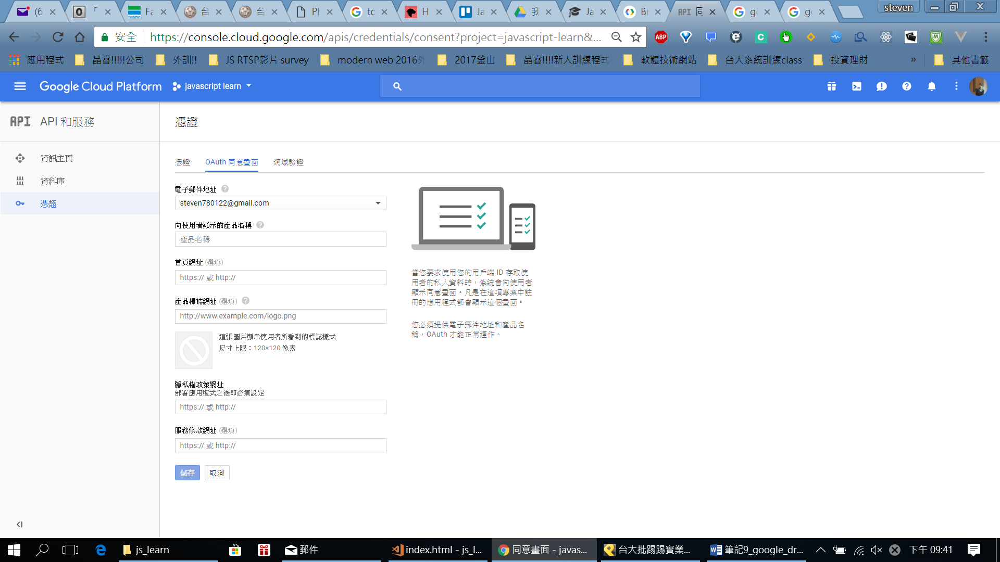 (6
「
Fa
台
台
Pl
to
H
Ja
我
Ja
B
API 同
g
g
steven
安全
https://console.cloud.google.com/apis/credentials/consent?project=javascript-learn&...
ABP
應用程式
晶睿!!!!!公司
外訓!!
JS RTSP影片 survey
modern web 2016外
2017釜山
晶睿!!!!新人訓練程式
軟體技術網站
台大系統訓練class
投資理財
»
其他書籤
Google Cloud Platform
javascript learn
API API 和服務
憑證
資訊主頁
資料庫
憑證
憑證
OAuth 同意畫面
網域驗證
電子郵件地址
steven780122@gmail.com
向使用者顯示的產品名稱
產品名稱
首頁網址 (選填)
https:// 或 http://
產品標誌網址 (選填)
http://www.example.com/logo.png
這張圖片顯示使用者所看到的標誌樣式
尺寸上限：120×120 像素
隱私權政策網址
部署應用程式之後即必須設定
https:// 或 http://
服務條款網址 (選填)
https:// 或 http://
儲存
取消
當您要求使用您的用戶端 ID 存取使
用者的私人資料時，系統會向使用者
顯示同意畫面。凡是在這項專案中註
冊的應用程式都會顯示這個畫面。
您必須提供電子郵件地址和產品名
稱，OAuth 才能正常運作。
js_learn
郵件
index.html - js_l...
同意畫面 - javas...
台大批踢踢實業...
筆記9_google_dr...
下午 09:41